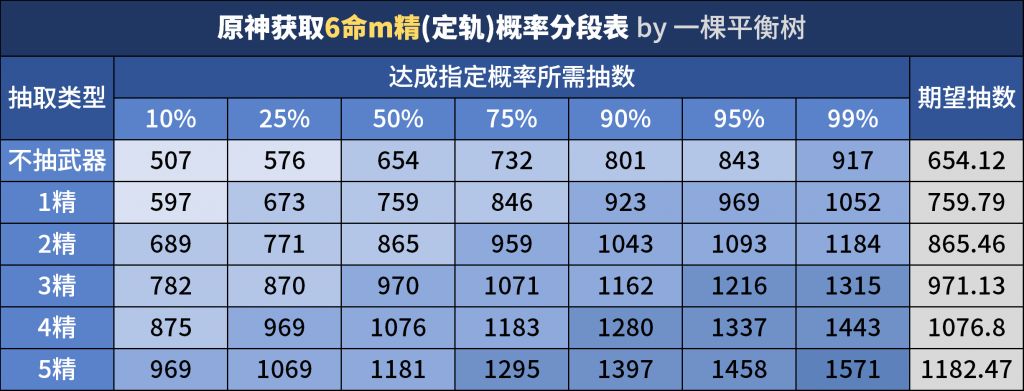 原神获取6命m精(定轨)概率分段表 by 一棵平衡树
抽取类型 达成指定概率所需抽数 期望抽数
10% 25% 50% 75% 90% 95% 99%
不抽武器 507 576 654 732 801 843 917 654.12
1精 597 673 759 846 923 969 1052 759.79
2精 689 771 865 959 1043 1093 1184 865.46
3精 782 870 970 1071 1162 1216 1315 971.13
4精 875 969 1076 1183 1280 1337 1443 1076.8
5精 969 1069 1181 1295 1397 1458 1571 1182.47